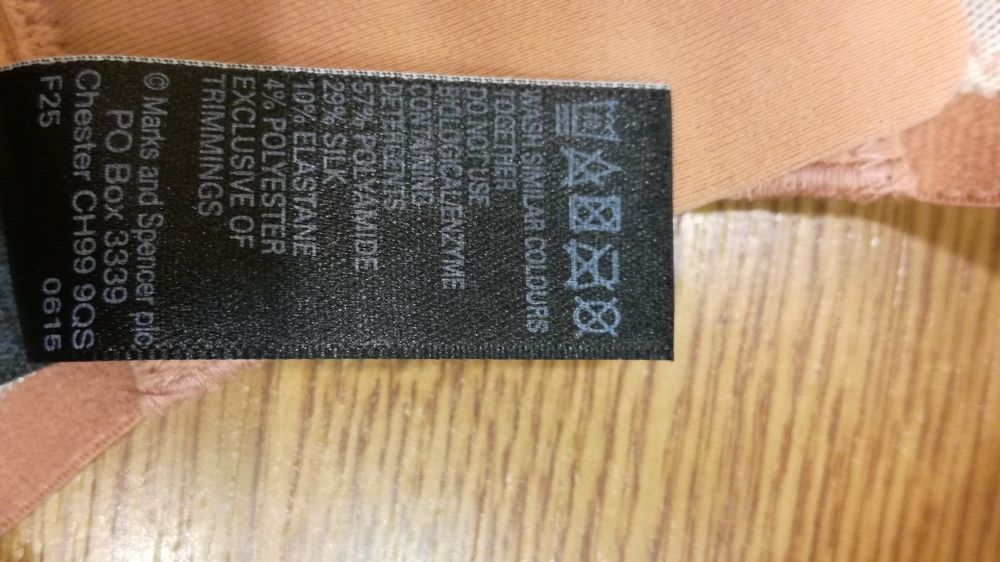 WASH SIMILAR COLOURS
TOGETHER
DO NOT USE
BIOLOGICAL/ENZYME
CONTAINING
DETERGENTS
57% POLYAMIDE
29% SILK
10% ELASTANE
4% POLYESTER
EXCLUSIVE OF
TRIMMINGS
© Marks and Spencer plc
PO Box 3339
Chester CH99 9QS
F25 0615